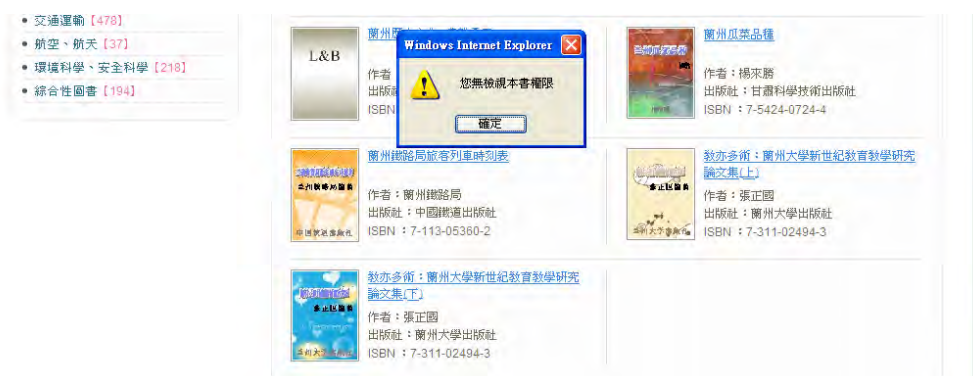 交通運輸【478】
航空、航天【37】
環境科學、安全科學【218】
綜合性圖書【194】
L&B
蘭州
作者
出版
ISBN
Windows Internet Explorer
您無檢視本書權限
確定
蘭州瓜菜品種
作者：楊來勝
出版社：甘肅科學技術出版社
ISBN：7-5424-0724-4
蘭州鐵路局旅客列車時刻表
作者：蘭州鐵路局
出版社：中國鐵道出版社
ISBN：7-113-05360-2
教亦多術：蘭州大學新世紀教育教學研究
論文集(上)
作者：張正國
出版社：蘭州大學出版社
ISBN：7-311-02494-3
教亦多術：蘭州大學新世紀教育教學研究
論文集(下)
作者：張正國
出版社：蘭州大學出版社
ISBN：7-311-02494-3